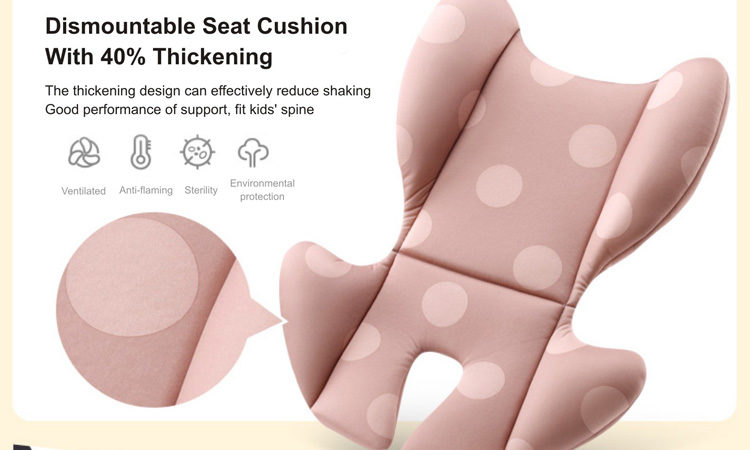 Dismountable Seat Cushion
With 40% Thickening
The thickening design can effectively reduce shaking
Good performance of support, fit kids' spine
Ventilated
Anti-flaming
Sterility
Environmental
protection